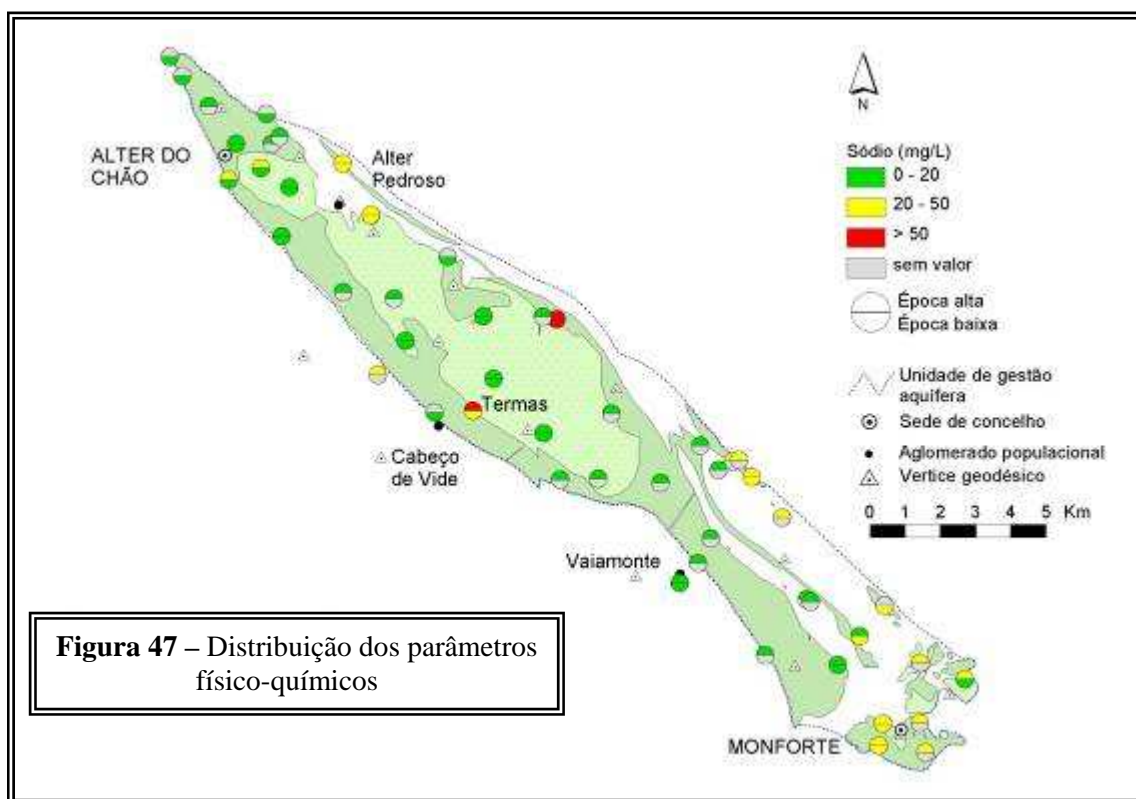 ALTER DO
CHÃO
Alter
Pedroso
Termas
Cabeço
de Vide
Vaiamonte
MONFORTE
N
Sódio (mg/L)
0 - 20
20 - 50
> 50
sem valor
Época alta
Época baixa
Unidade de gestão
aquífera
Sede de concelho
Aglomerado populacional
Vertice geodésico
0 1 2 3 4 5 Km
Figura 47 – Distribuição dos parâmetros
físico-químicos